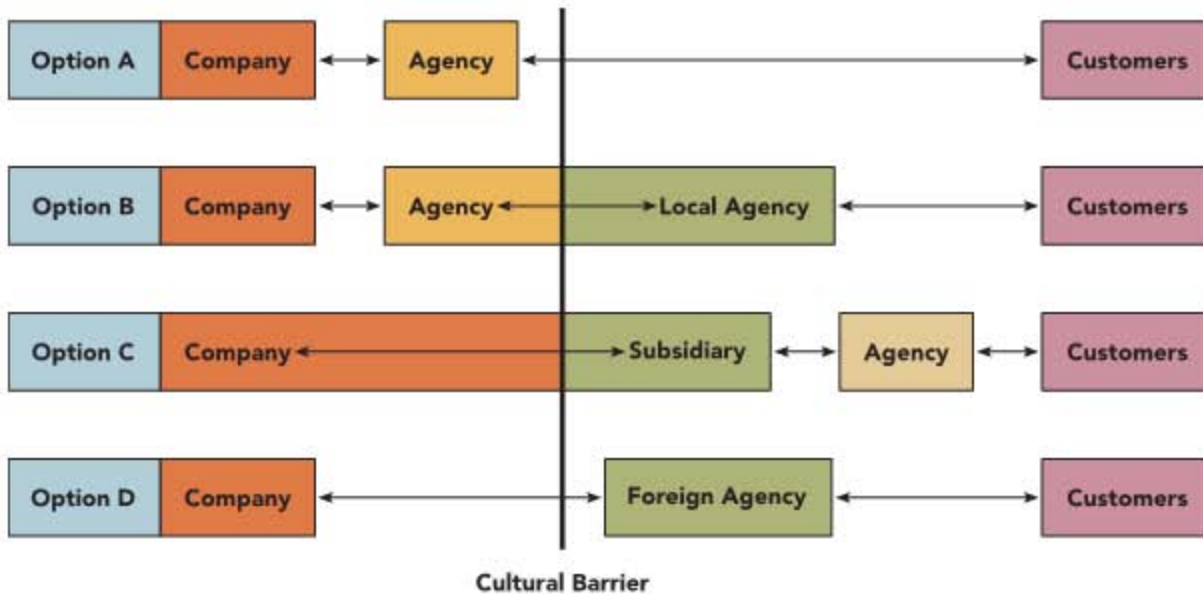 Option A Company Agency Customers
Option B Company Agency Local Agency Customers
Option C Company Subsidiary Agency Customers
Option D Company Foreign Agency Customers
Cultural Barrier